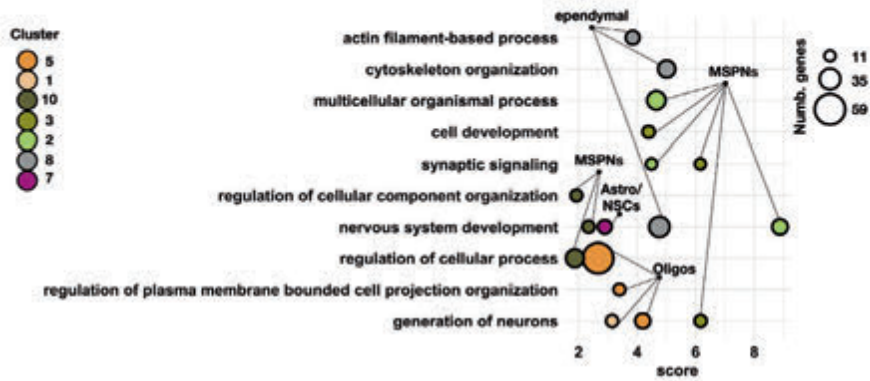 Cluster
5
1
10
3
2
8
7
ependymal
actin filament-based process
cytoskeleton organization
MSPNs
multicellular organismal process
cell development
synaptic signaling
MSPNs
regulation of cellular component organization
Astro/
NSCs
nervous system development
regulation of cellular process
Oligos
regulation of plasma membrane bounded cell projection organization
generation of neurons
2 4 6 8
score
Numb. genes
11
35
59